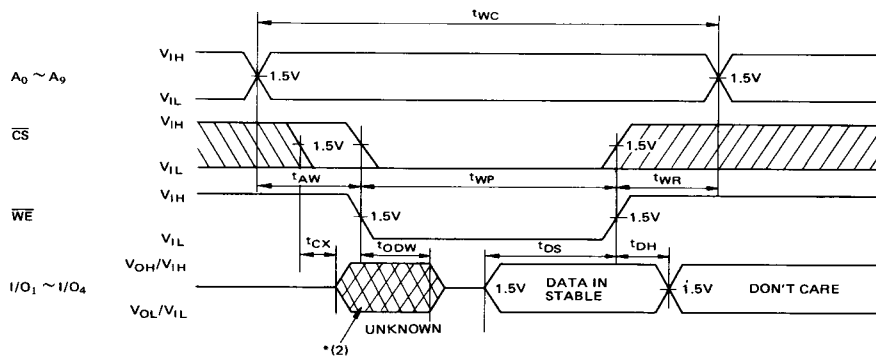 tWC
VIH
A0 ~ A9
1.5V
1.5V
VIL
VIH
CS
1.5V
1.5V
VIL
tAW
tWP
tWR
VIH
WE
1.5V
1.5V
VIL
tCX
tODW
tDS
tDH
VOH/VIH
I/O1 ~ I/O4
1.5V
DATA IN
STABLE
1.5V
DON'T CARE
VOL/VIL
UNKNOWN
*(2)